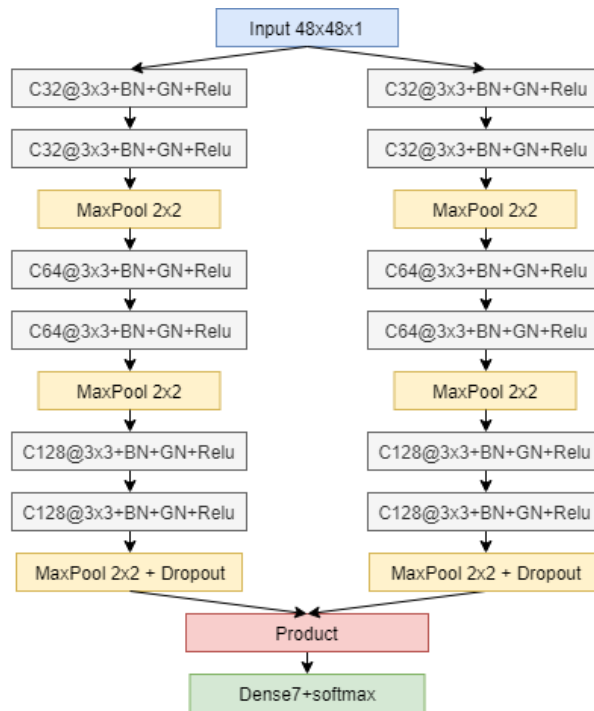 Input 48x48x1
C32@3x3+BN+GN+Relu
C32@3x3+BN+GN+Relu
C32@3x3+BN+GN+Relu
C32@3x3+BN+GN+Relu
MaxPool 2x2
MaxPool 2x2
C64@3x3+BN+GN+Relu
C64@3x3+BN+GN+Relu
C64@3x3+BN+GN+Relu
C64@3x3+BN+GN+Relu
MaxPool 2x2
MaxPool 2x2
C128@3x3+BN+GN+Relu
C128@3x3+BN+GN+Relu
C128@3x3+BN+GN+Relu
C128@3x3+BN+GN+Relu
MaxPool 2x2 + Dropout
MaxPool 2x2 + Dropout
Product
Dense7+softmax